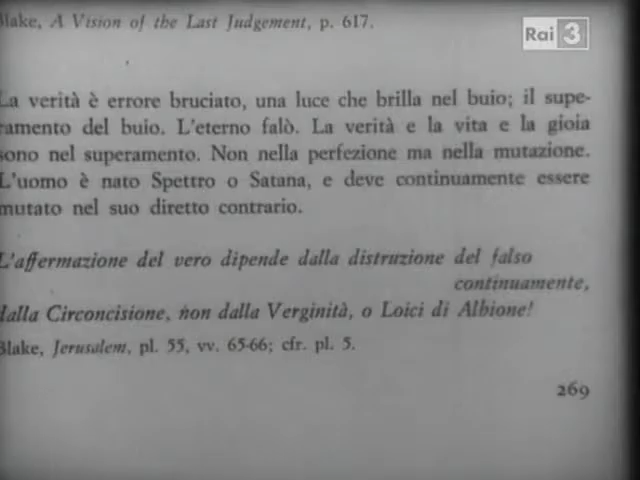 Blake, A Vision of the Last Judgement, p. 617.
Rai 3
La verità è errore bruciato, una luce che brilla nel buio; il supe-
ramento del buio. L'eterno falò. La verità e la vita e la gioia
sono nel superamento. Non nella perfezione ma nella mutazione.
L'uomo è nato Spettro o Satana, e deve continuamente essere
mutato nel suo diretto contrario.
L'affermazione del vero dipende dalla distruzione del falso
continuamente,
dalla Circoncisione, non dalla Verginità, o Loici di Albione!
Blake, Jerusalem, pl. 55, vv. 65-66; cfr. pl. 5.
269